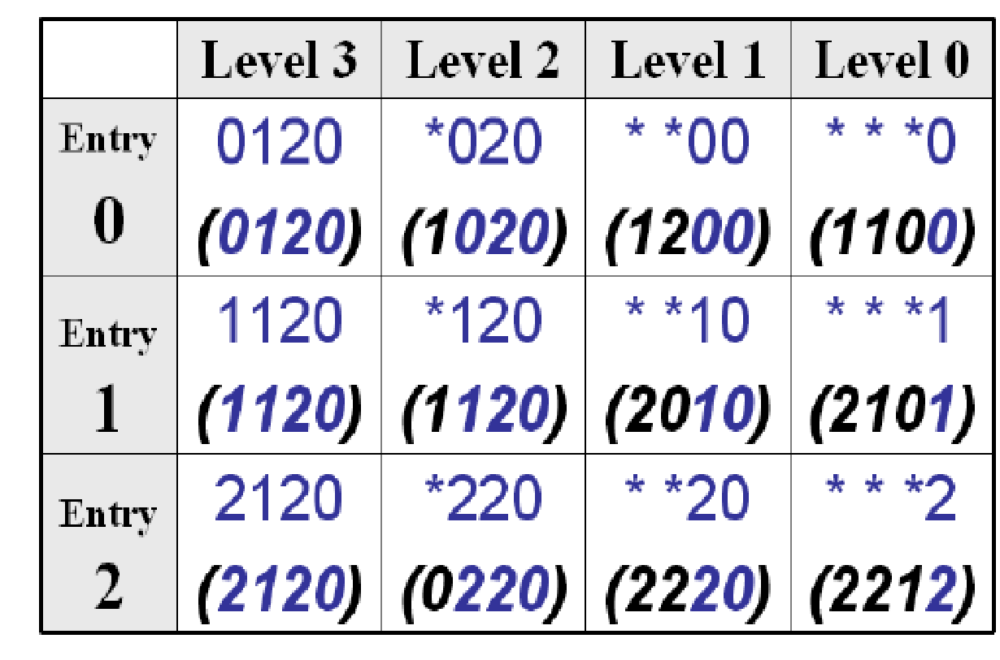 Level 3 Level 2 Level 1 Level 0
Entry 0120 *020 * *00 * * *0
0 (0120) (1020) (1200) (1100)
Entry 1120 *120 * *10 * * *1
1 (1120) (1120) (2010) (2101)
Entry 2120 *220 * *20 * * *2
2 (2120) (0220) (2220) (2212)